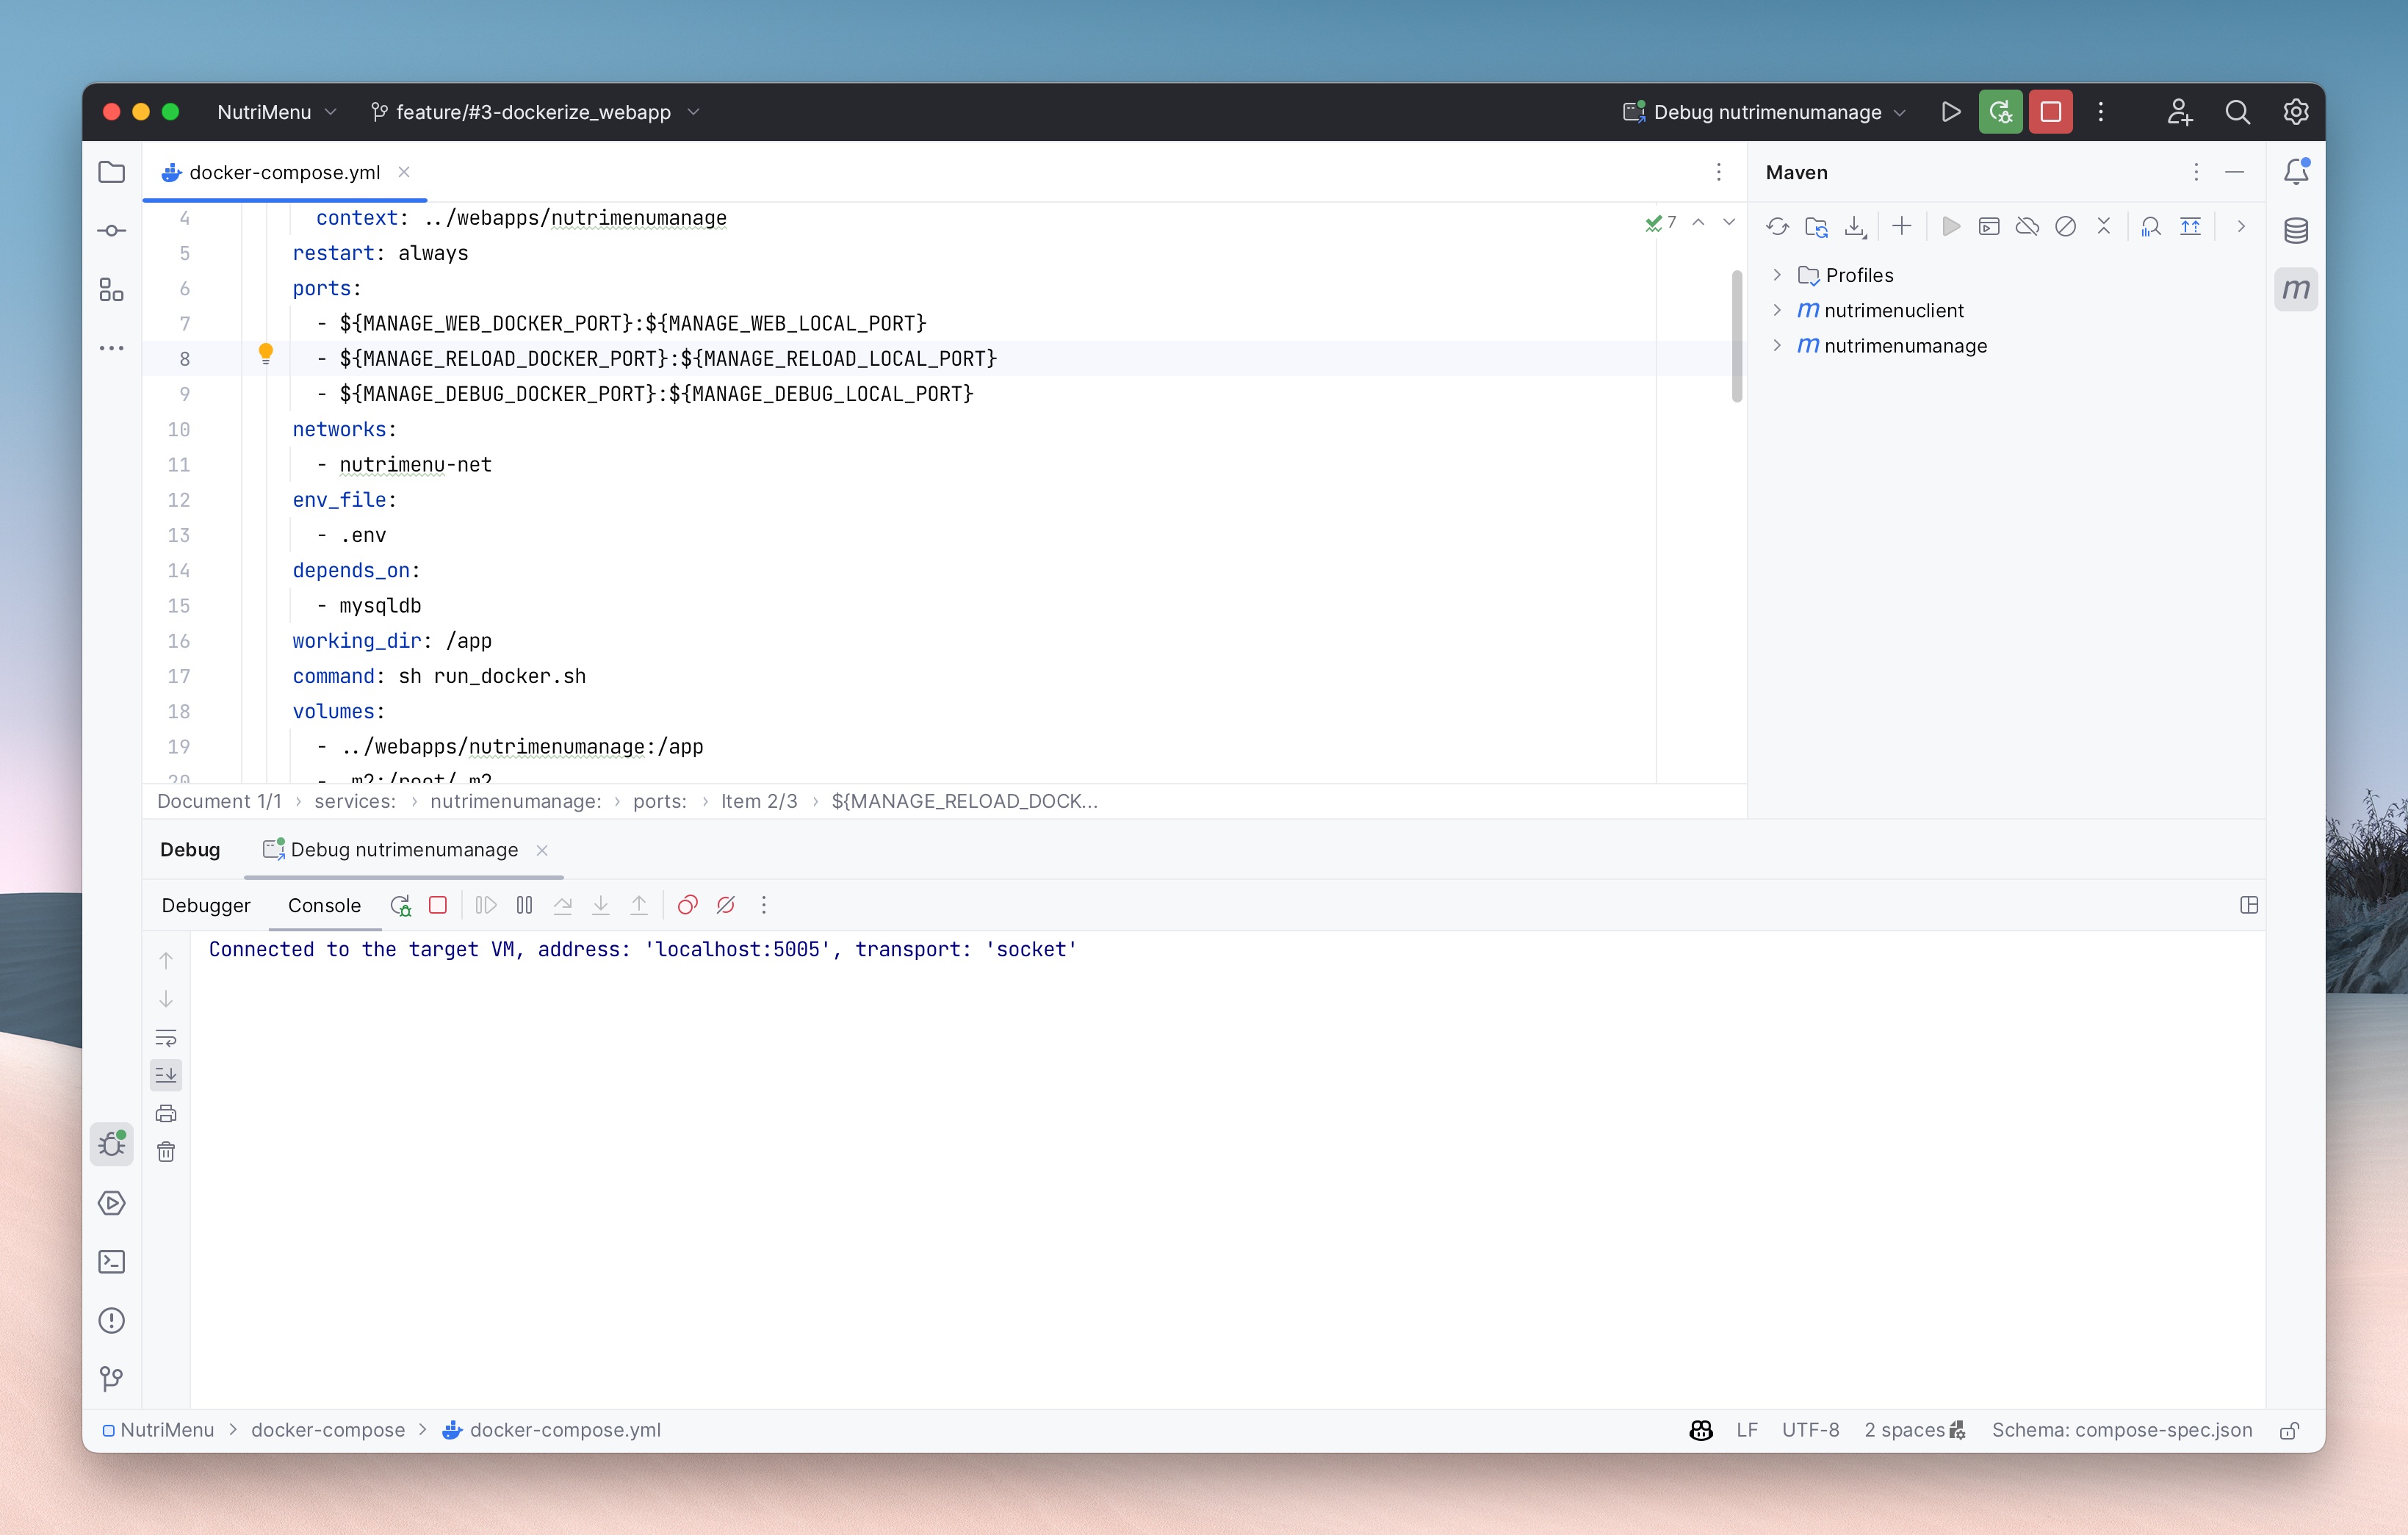 NutriMenu feature/#3-dockerize_webapp Debug nutrimenumanage
docker-compose.yml
4 context: ../webapps/nutrimenumanage
5 restart: always
6 ports:
7 - ${MANAGE_WEB_DOCKER_PORT}:${MANAGE_WEB_LOCAL_PORT}
8 - ${MANAGE_RELOAD_DOCKER_PORT}:${MANAGE_RELOAD_LOCAL_PORT}
9 - ${MANAGE_DEBUG_DOCKER_PORT}:${MANAGE_DEBUG_LOCAL_PORT}
10 networks:
11 - nutrimenu-net
12 env_file:
13 - .env
14 depends_on:
15 - mysqldb
16 working_dir: /app
17 command: sh run_docker.sh
18 volumes:
19 - ../webapps/nutrimenumanage:/app
20 - .m2:/root/.m2
7
Document 1/1 › services: › nutrimenumanage: › ports: › Item 2/3 › ${MANAGE_RELOAD_DOCK...
Maven
Profiles
m nutrimenuclient
m nutrimenumanage
m
Debug Debug nutrimenumanage
Debugger Console
Connected to the target VM, address: 'localhost:5005', transport: 'socket'
NutriMenu > docker-compose > docker-compose.yml
LF UTF-8 2 spaces Schema: compose-spec.json